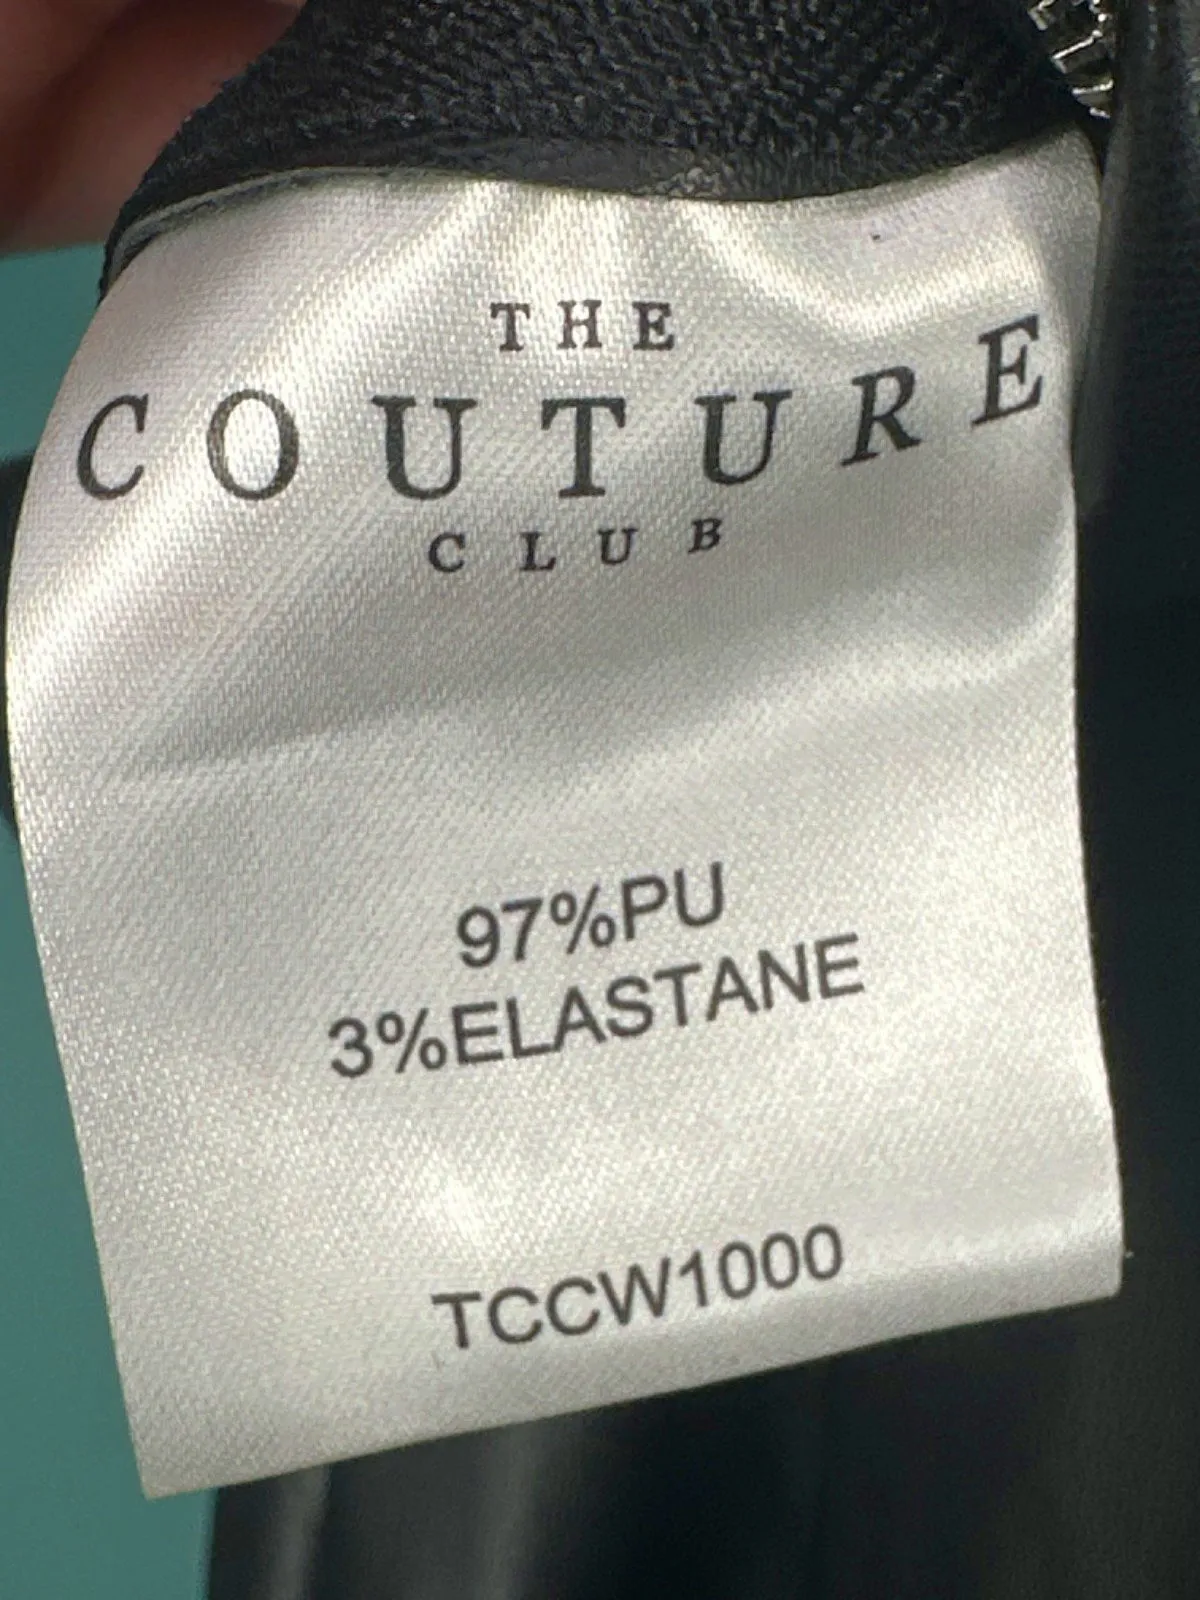 THE
COUTURE
CLUB
97%PU
3%ELASTANE
TCCW1000